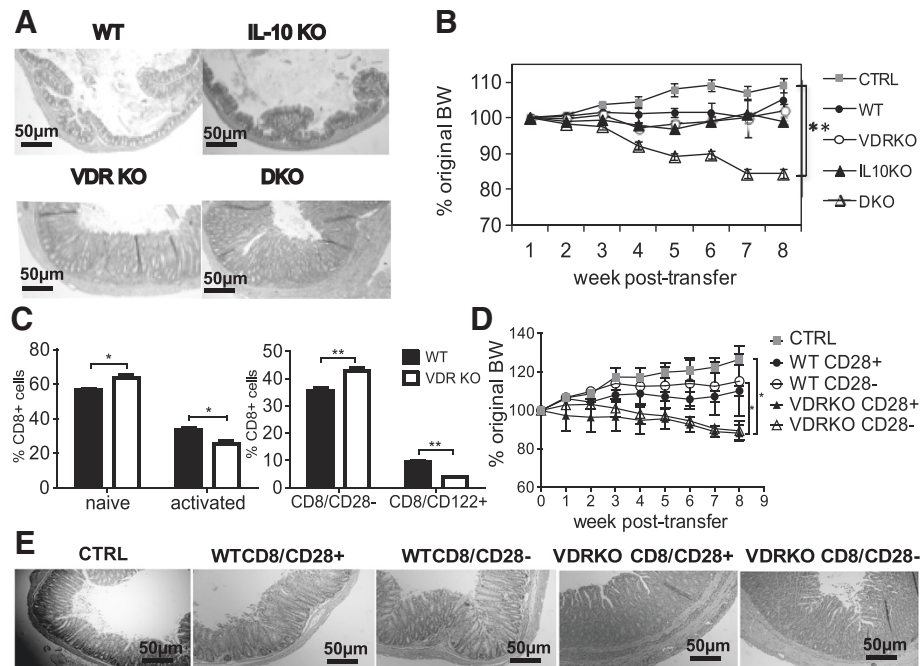 A
WT
IL-10 KO
50µm
50µm
VDR KO
DKO
50µm
50µm
B
% original BW
110
100
90
80
70
1 2 3 4 5 6 7 8
week post-transfer
**
CTRL
WT
VDRKO
IL10KO
DKO
C
% CD8+ cells
80
60
40
20
0
*
*
naive activated
% CD8+ cells
50
40
30
20
10
0
**
**
CD8/CD28- CD8/CD122+
WT
VDR KO
D
% original BW
140
120
100
80
60
0 1 2 3 4 5 6 7 8 9
week post-transfer
*
*
CTRL
WT CD28+
WT CD28-
VDRKO CD28+
VDRKO CD28-
E
CTRL
WTCD8/CD28+
WTCD8/CD28-
VDRKO CD8/CD28+
VDRKO CD8/CD28-
50µm
50µm
50µm
50µm
50µm